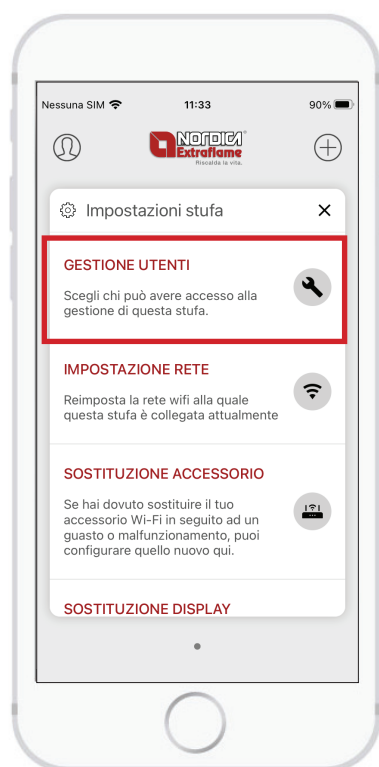 Nessuna SIM 11:33 90%
NORDICA
Extraflame
Riscalda la vita.
Impostazioni stufa
GESTIONE UTENTI
Scegli chi può avere accesso alla
gestione di questa stufa.
IMPOSTAZIONE RETE
Reimposta la rete wifi alla quale
questa stufa è collegata attualmente
SOSTITUZIONE ACCESSORIO
Se hai dovuto sostituire il tuo
accessorio Wi-Fi in seguito ad un
guasto o malfunzionamento, puoi
configurare quello nuovo qui.
SOSTITUZIONE DISPLAY